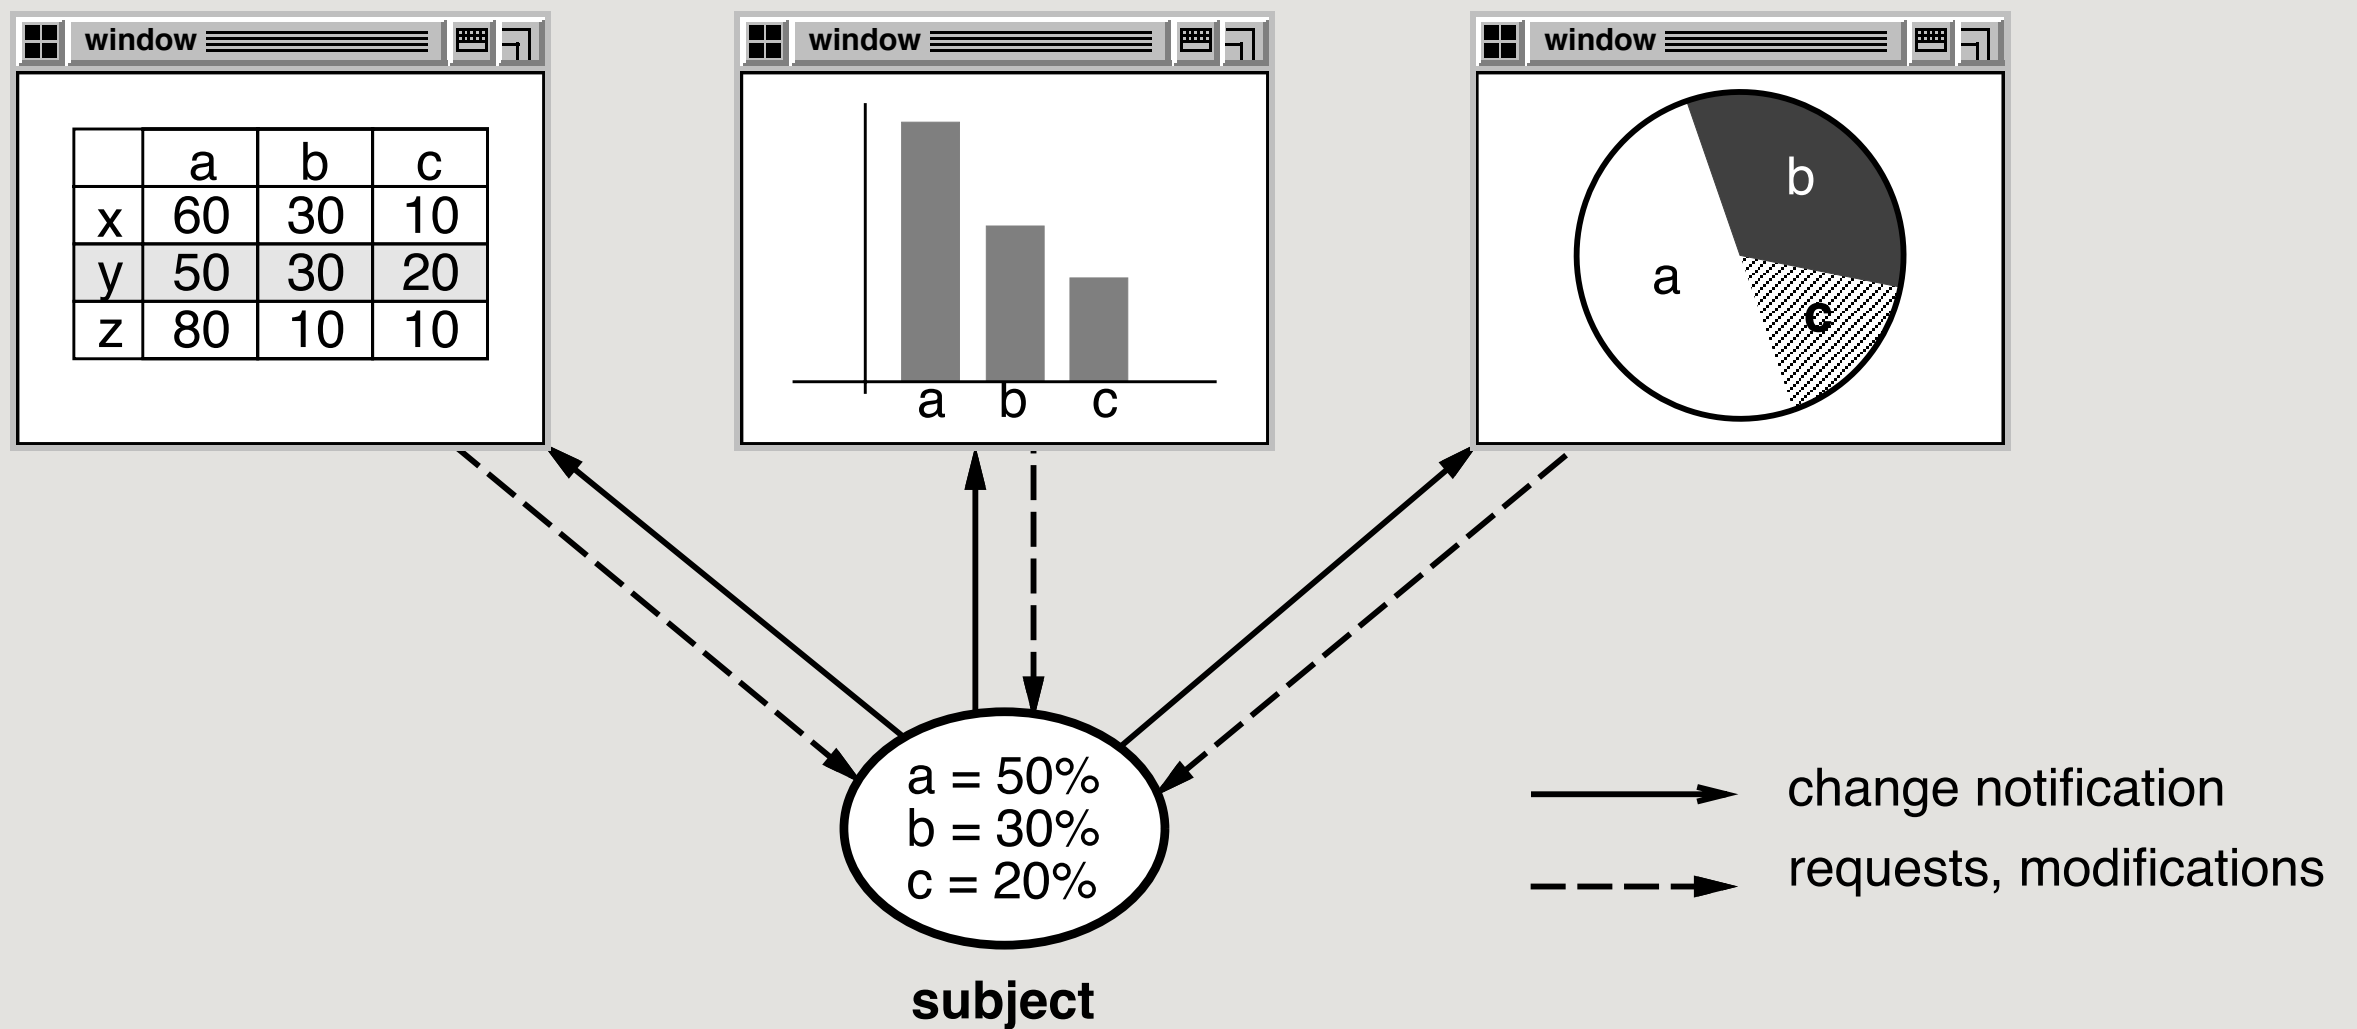 window
window
window
a b c
x 60 30 10
y 50 30 20
z 80 10 10
a b c
b
a
c
a = 50%
b = 30%
c = 20%
change notification
requests, modifications
subject